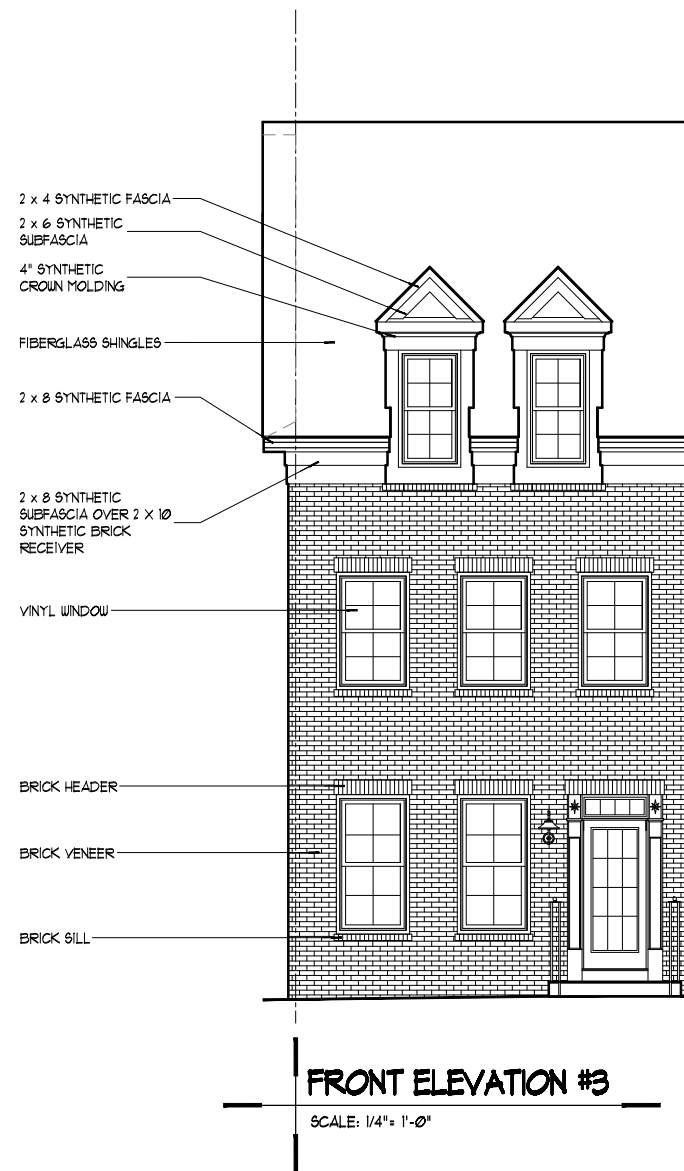 2 x 4 SYNTHETIC FASCIA
2 x 6 SYNTHETIC
SUBFASCIA
4" SYNTHETIC
CROWN MOLDING
FIBERGLASS SHINGLES
2 x 8 SYNTHETIC FASCIA
2 x 8 SYNTHETIC
SUBFASCIA OVER 2 X 10
SYNTHETIC BRICK
RECEIVER
VINYL WINDOW
BRICK HEADER
BRICK VENEER
BRICK SILL
FRONT ELEVATION #3
SCALE: 1/4"= 1'-0"